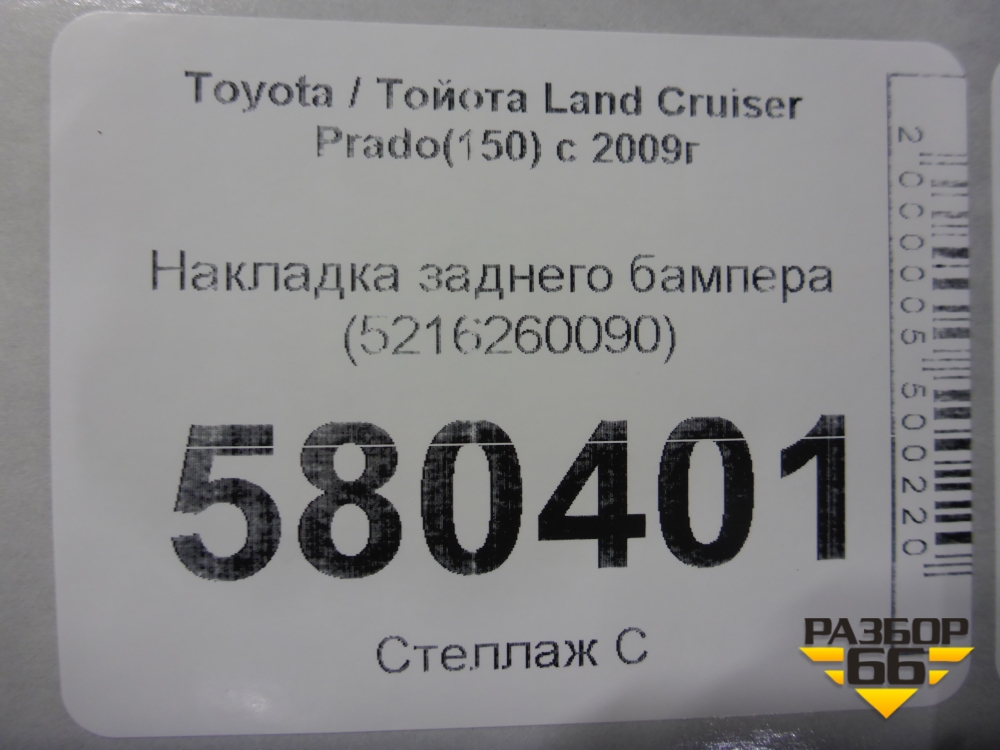 Toyota / Тойота Land Cruiser
Prado(150) с 2009г
Накладка заднего бампера
(5216260090)
580401
Стеллаж С
2000005500220
РАЗБОР
66